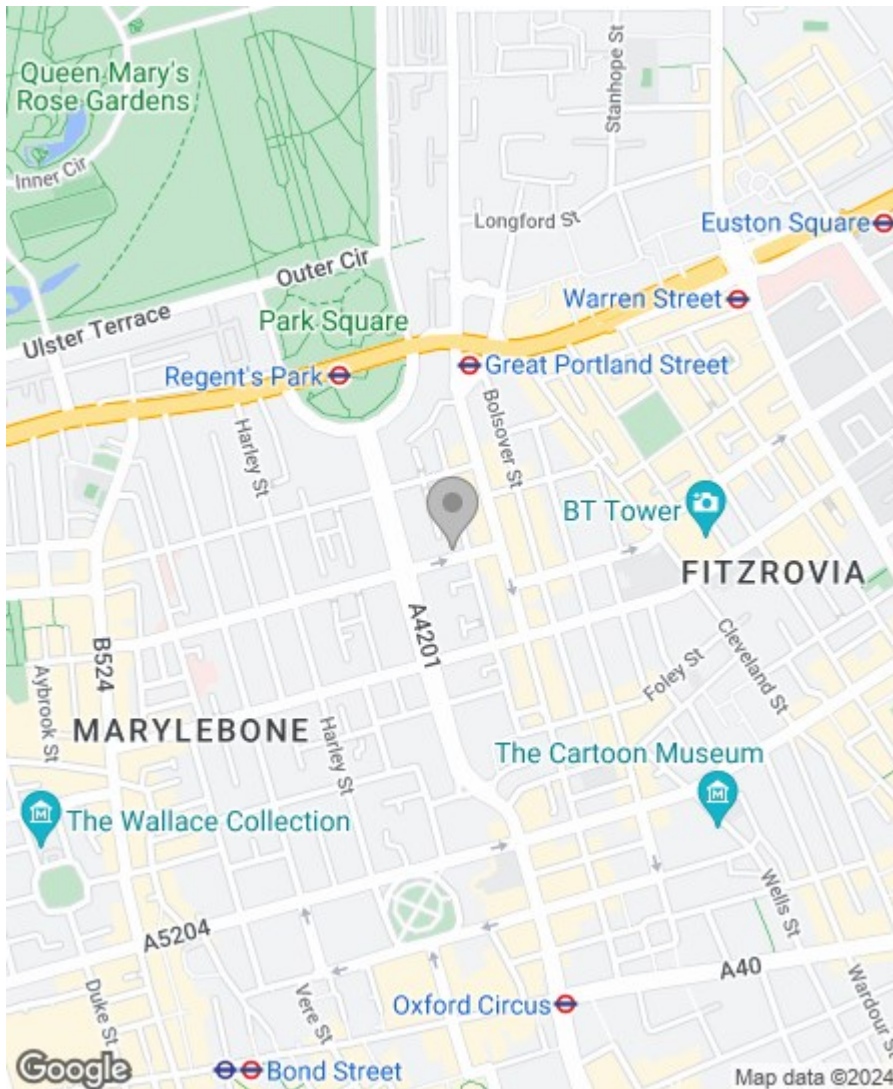 Queen Mary's
Rose Gardens
Stanhope St
Inner Cir
Longford St
Euston Square
Outer Cir
Warren Street
Ulster Terrace
Park Square
Regent's Park
Great Portland Street
Bolsover St
Harley St
BT Tower
FITZROVIA
A4201
B524
Aybrook St
Cleveland St
Foley St
MARYLEBONE
Harley St
The Cartoon Museum
The Wallace Collection
Wells St
A5204
A40
Wardour St
Duke St
Vere St
Oxford Circus
Bond Street
Google
Map data ©2024